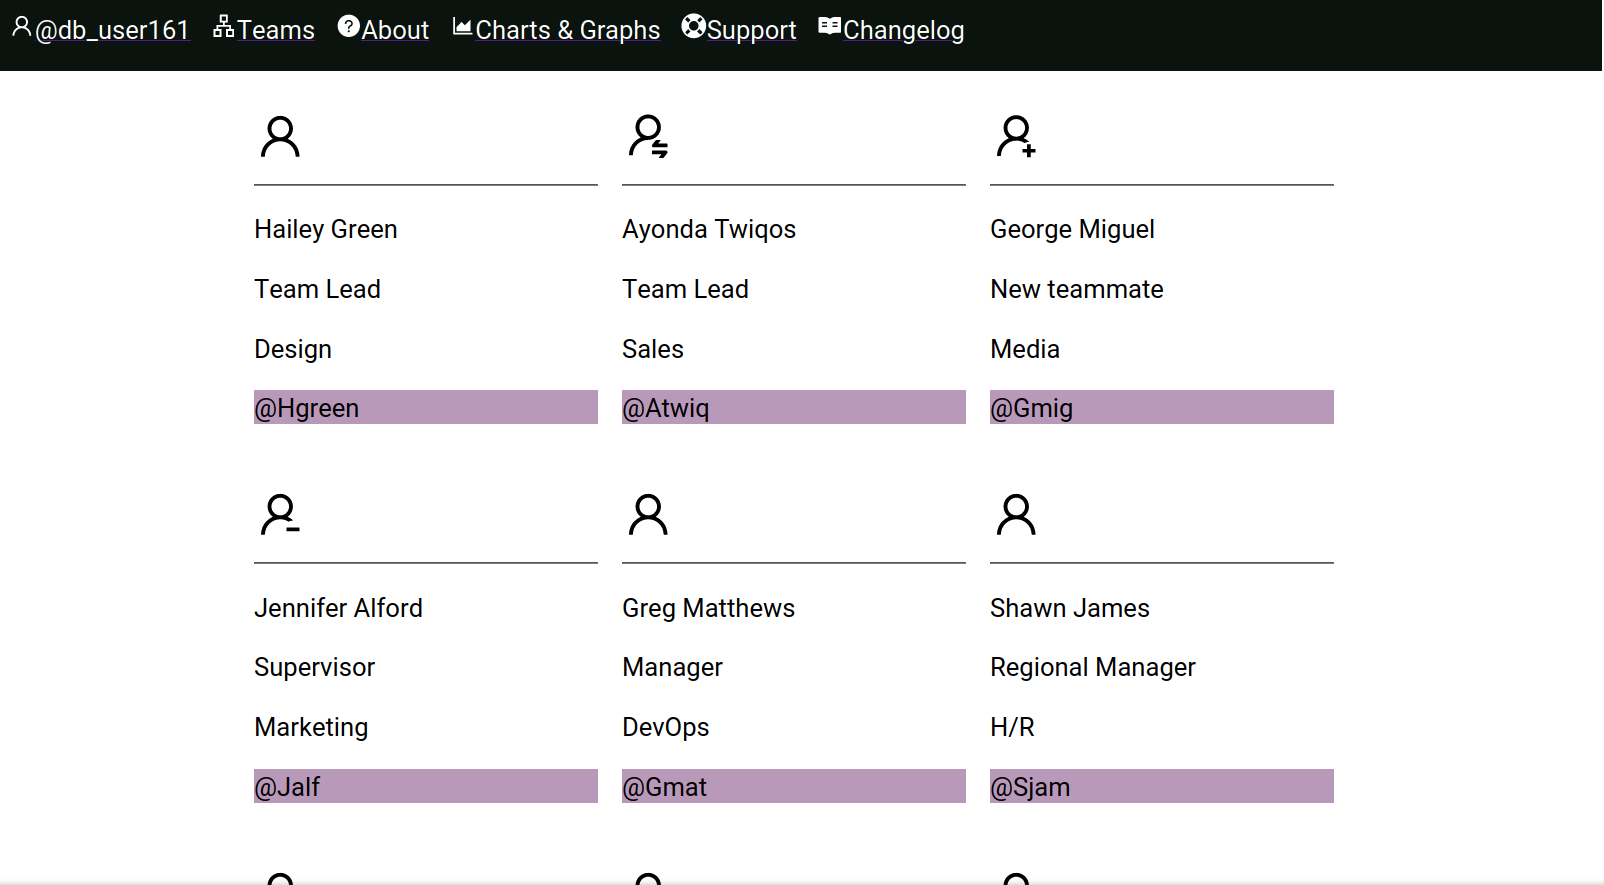 @db_user161 Teams About Charts & Graphs Support Changelog
Hailey Green
Team Lead
Design
@Hgreen
Ayonda Twiqos
Team Lead
Sales
@Atwiq
George Miguel
New teammate
Media
@Gmig
Jennifer Alford
Supervisor
Marketing
@Jalf
Greg Matthews
Manager
DevOps
@Gmat
Shawn James
Regional Manager
H/R
@Sjam